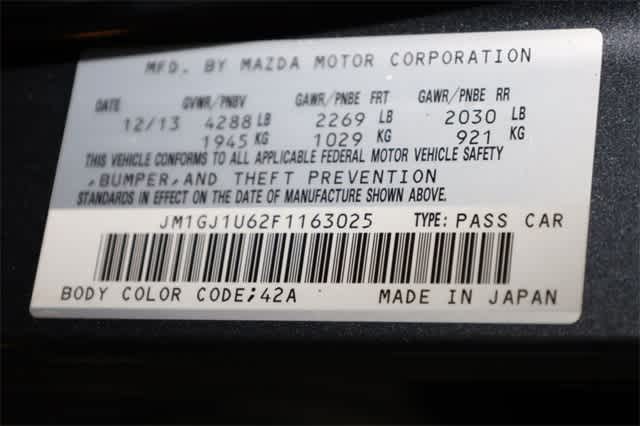 MFD. BY MAZDA MOTOR CORPORATION
DATE GVWR/PNBV GAWR/PNBE FRT GAWR/PNBE RR
12/13 4288 LB 2269 LB 2030 LB
1945 KG 1029 KG 921 KG
THIS VEHICLE CONFORMS TO ALL APPLICABLE FEDERAL MOTOR VEHICLE SAFETY
,BUMPER,AND THEFT PREVENTION
STANDARDS IN EFFECT ON THE DATE OF MANUFACTURE SHOWN ABOVE.
JM1GJ1U62F1163025 TYPE: PASS CAR
BODY COLOR CODE;42A MADE IN JAPAN